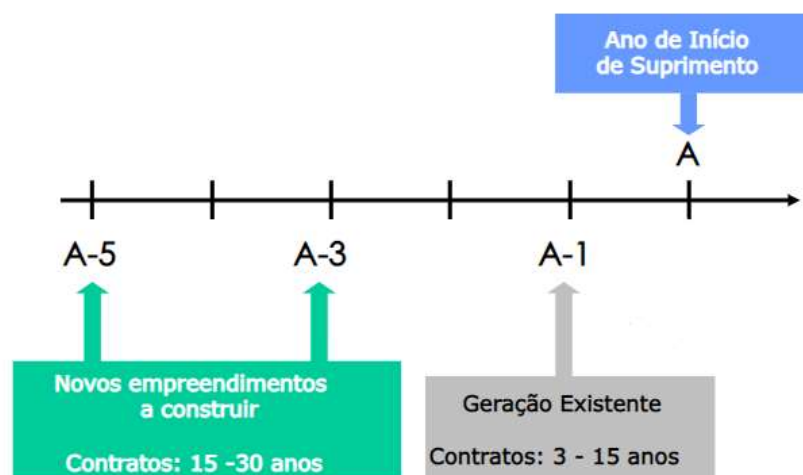 Ano de Início
de Suprimento
A
A-5
A-3
A-1
Novos empreendimentos
a construir
Contratos: 15 -30 anos
Geração Existente
Contratos: 3 - 15 anos